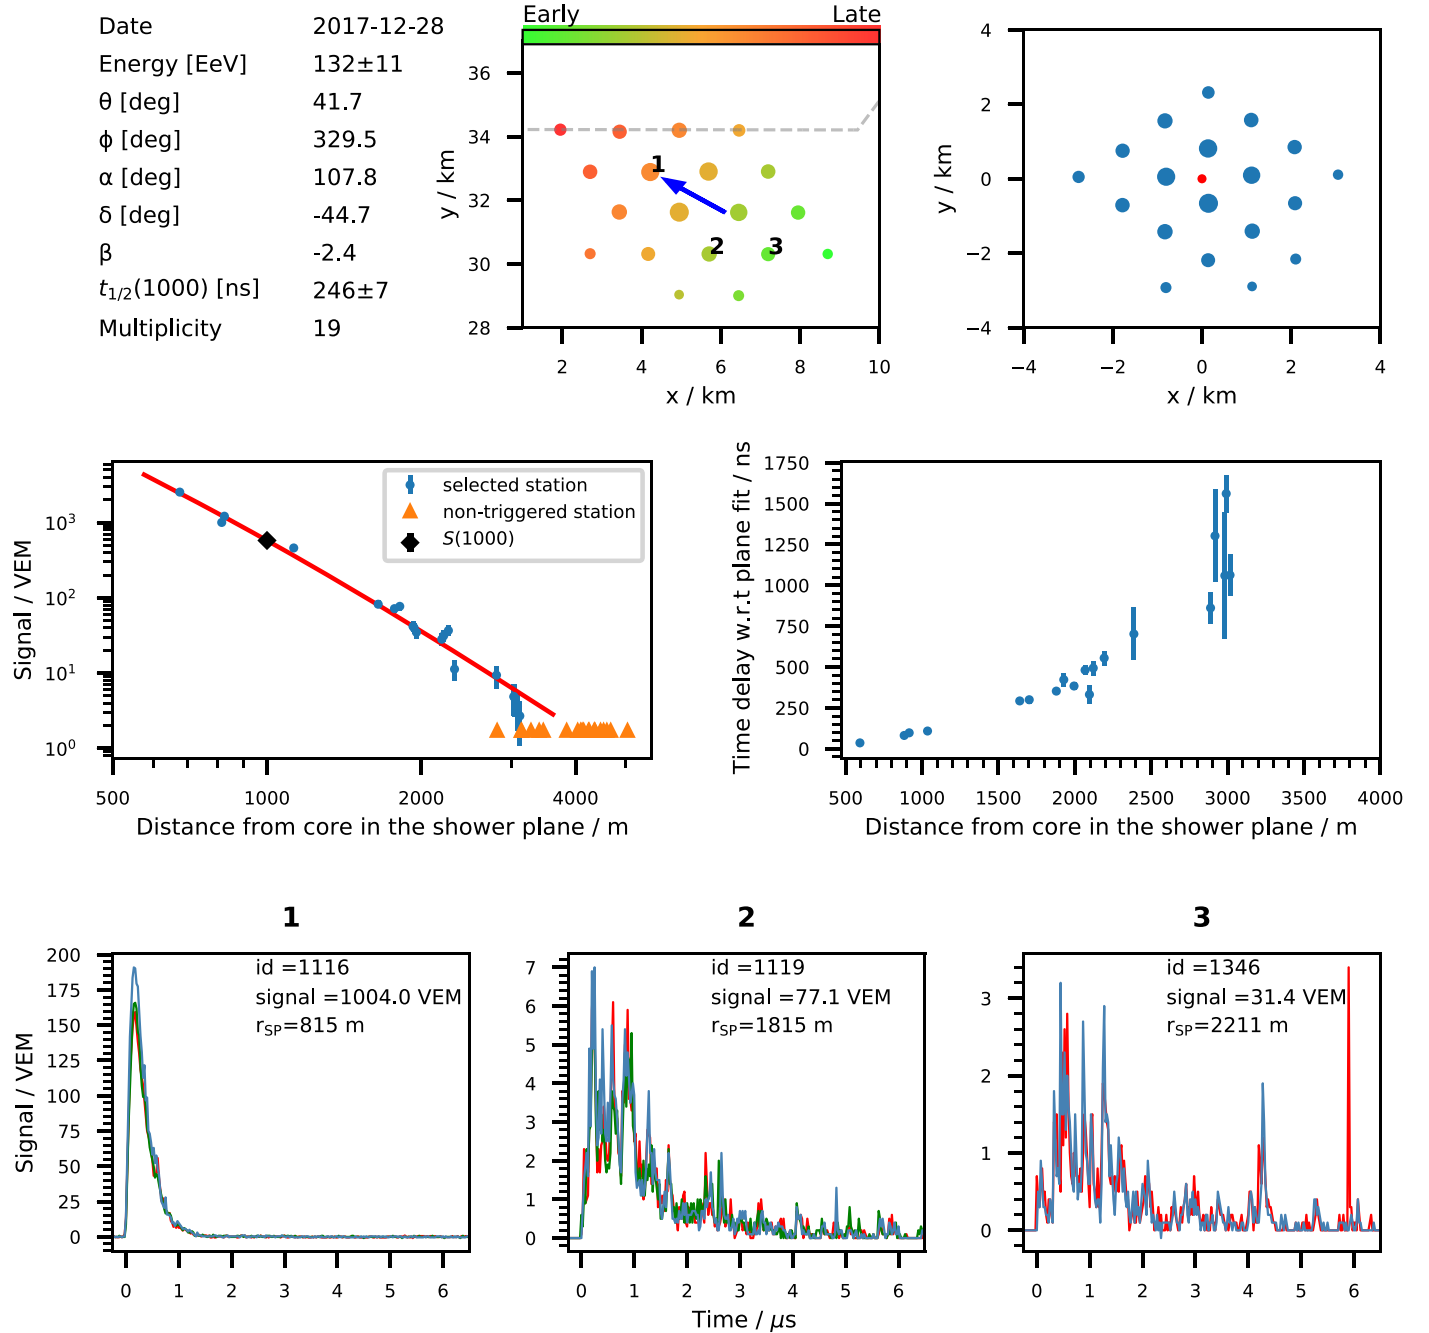 Date 2017-12-28
Energy [EeV] 132±11
θ [deg] 41.7
ϕ [deg] 329.5
α [deg] 107.8
δ [deg] -44.7
β -2.4
t1/2(1000) [ns] 246±7
Multiplicity 19
Early Late
36
34
32
30
28
y / km
2 4 6 8 10
x / km
1
2
3
4
2
0
−2
−4
y / km
−4 −2 0 2 4
x / km
10³
10²
10¹
10⁰
Signal / VEM
selected station
non-triggered station
S(1000)
500 1000 2000 4000
Distance from core in the shower plane / m
1750
1500
1250
1000
750
500
250
0
Time delay w.r.t plane fit / ns
500 1000 1500 2000 2500 3000 3500 4000
Distance from core in the shower plane / m
1
200
175
150
125
100
75
50
25
0
Signal / VEM
id =1116
signal =1004.0 VEM
rSP=815 m
0 1 2 3 4 5 6
2
7
6
5
4
3
2
1
0
id =1119
signal =77.1 VEM
rSP=1815 m
0 1 2 3 4 5 6
Time / μs
3
3
2
1
0
id =1346
signal =31.4 VEM
rSP=2211 m
0 1 2 3 4 5 6